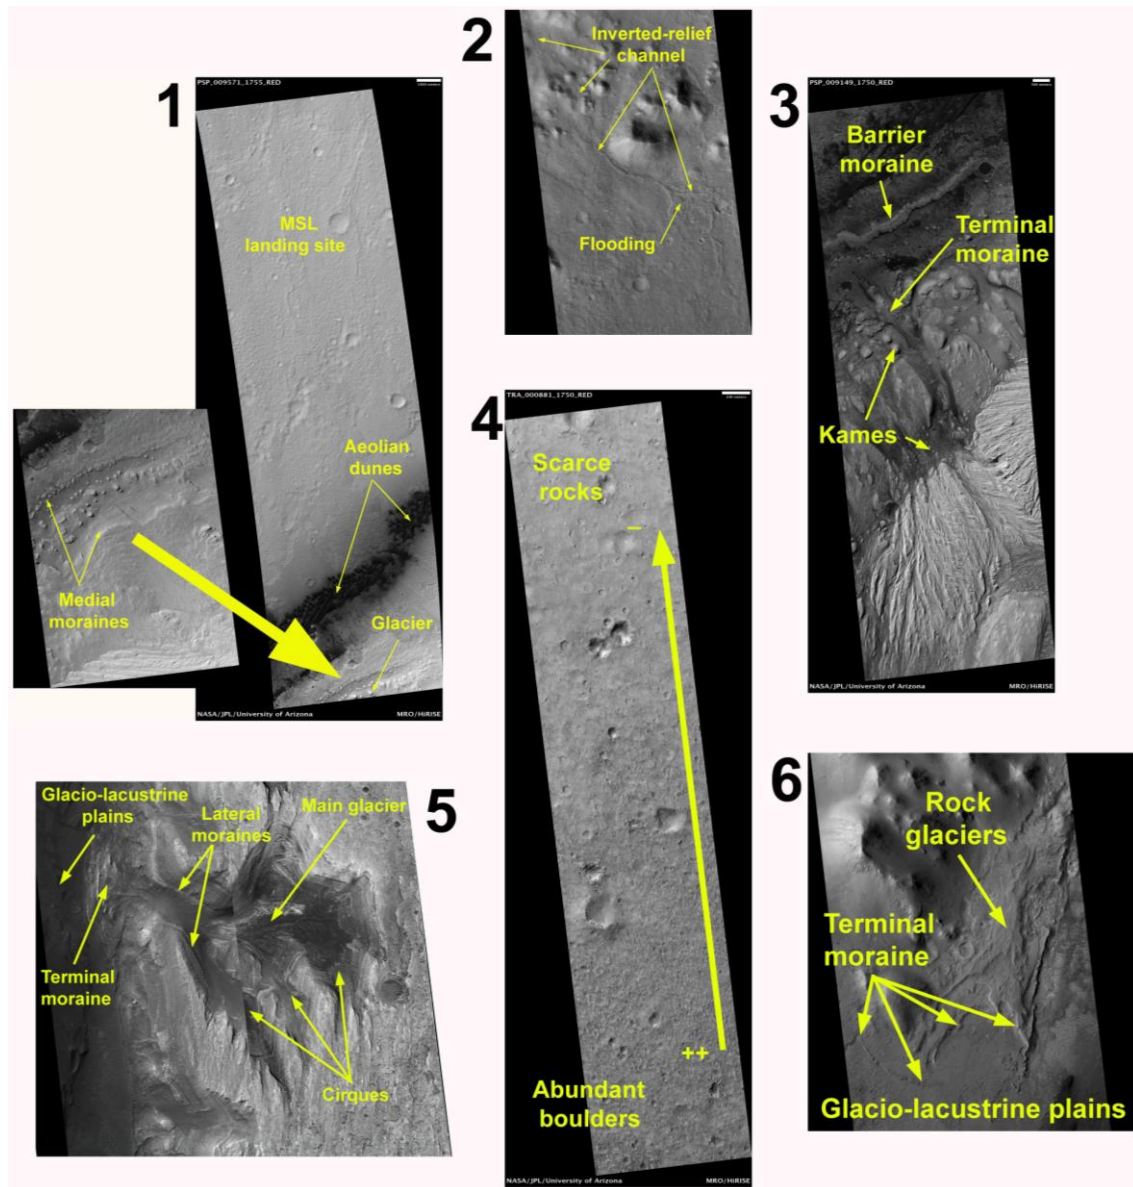 1
PSP_009571_1755_RED
MSL
landing site
Aeolian
dunes
Medial
moraines
Glacier
NASA/JPL/University of Arizona
MRO/HiRISE
2
Inverted-relief
channel
Flooding
3
PSP_009149_1750_RED
Barrier
moraine
Terminal
moraine
Kames
NASA/JPL/University of Arizona
MRO/HiRISE
4
TRA_000881_1750_RED
Scarce
rocks
–
++
Abundant
boulders
NASA/JPL/University of Arizona
MRO/HiRISE
5
Glacio-lacustrine
plains
Lateral
moraines
Main glacier
Terminal
moraine
Cirques
6
Rock
glaciers
Terminal
moraine
Glacio-lacustrine plains